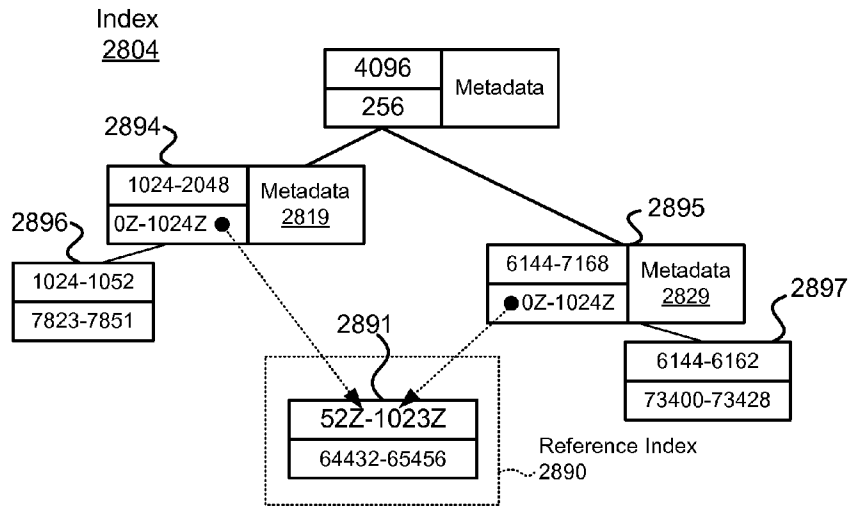 Index
2804
4096
256
Metadata
2894
1024-2048
0Z-1024Z
Metadata
2819
2896
1024-1052
7823-7851
2895
6144-7168
0Z-1024Z
Metadata
2829
2897
6144-6162
73400-73428
2891
52Z-1023Z
64432-65456
Reference Index
2890